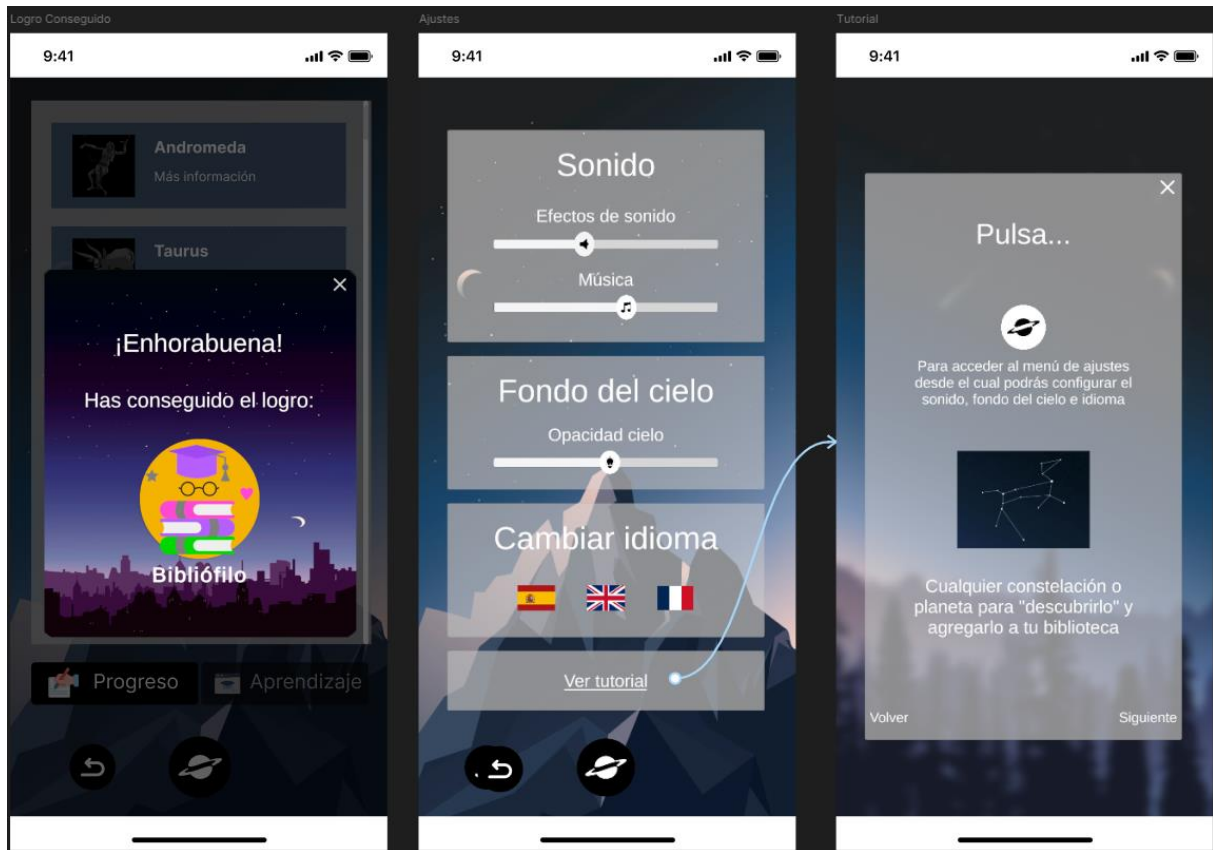 Logro Conseguido
9:41
Andromeda
Más información
Taurus
¡Enhorabuena!
Has conseguido el logro:
Bibliófilo
Progreso
Aprendizaje
Ajustes
9:41
Sonido
Efectos de sonido
Música
Fondo del cielo
Opacidad cielo
Cambiar idioma
Ver tutorial
Tutorial
9:41
Pulsa...
Para acceder al menú de ajustes
desde el cual podrás configurar el
sonido, fondo del cielo e idioma
Cualquier constelación o
planeta para "descubrirlo" y
agregarlo a tu biblioteca
Volver
Siguiente